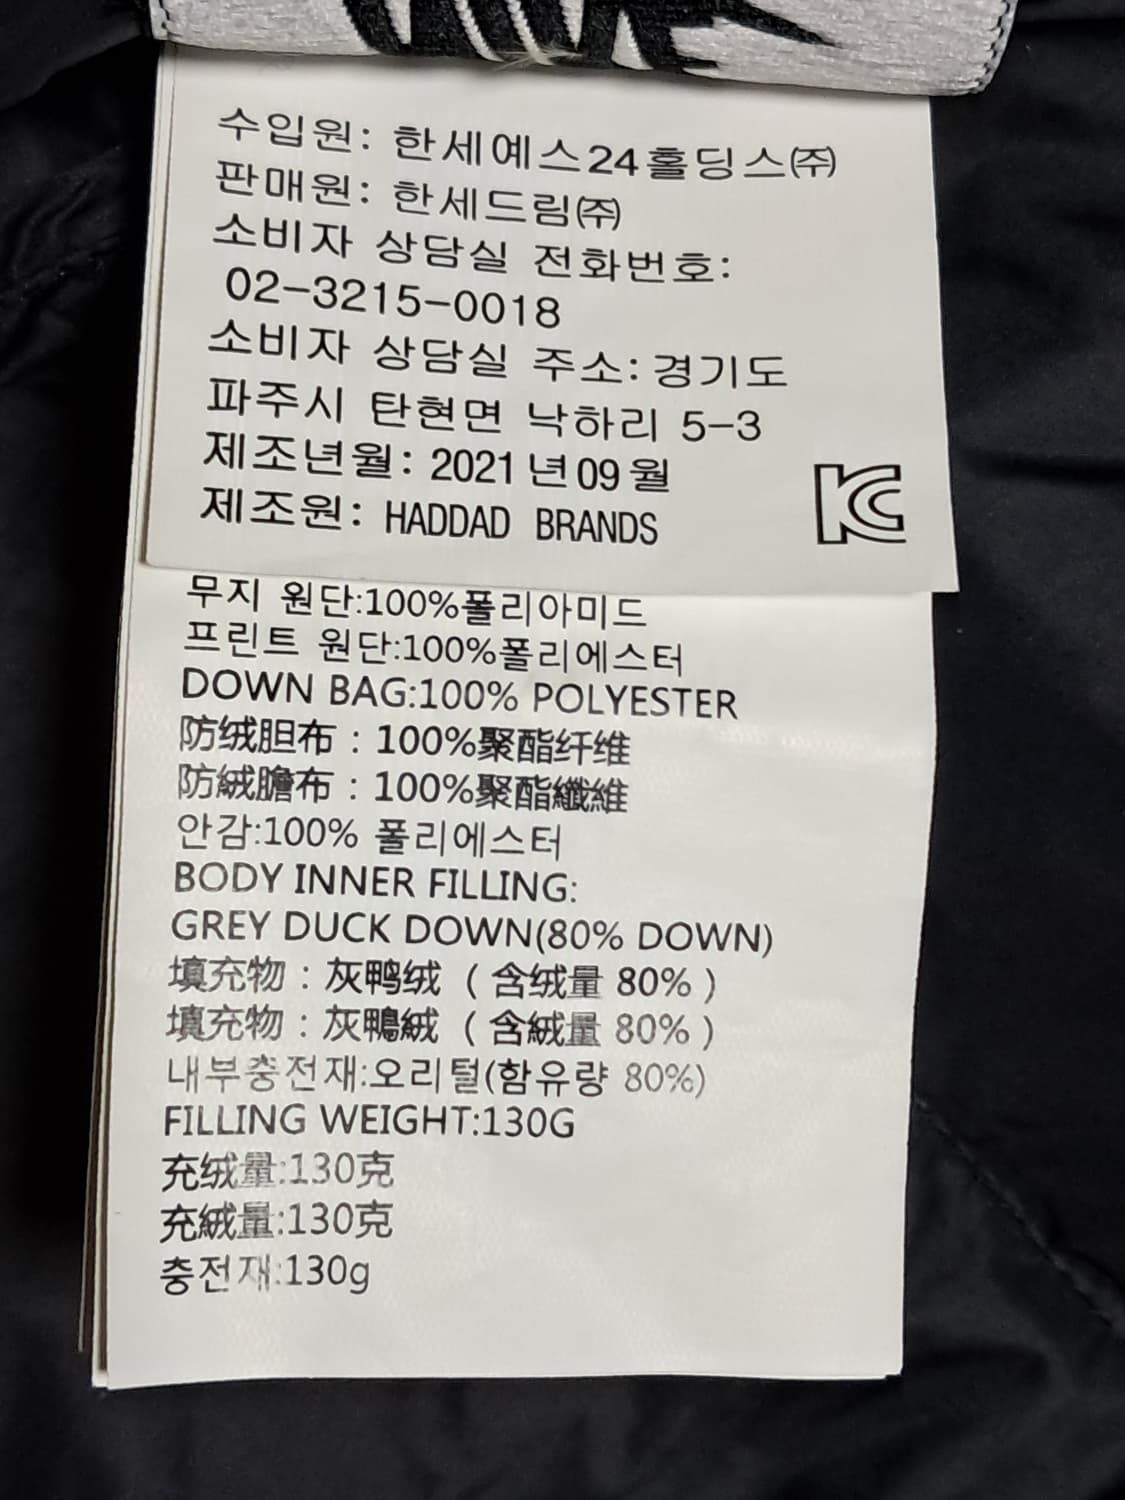 수입원: 한세예스24홀딩스㈜
판매원: 한세드림㈜
소비자 상담실 전화번호:
02-3215-0018
소비자 상담실 주소: 경기도
파주시 탄현면 낙하리 5-3
제조년월: 2021년09월
제조원: HADDAD BRANDS
무지 원단:100%폴리아미드
프린트 원단:100%폴리에스터
DOWN BAG:100% POLYESTER
防绒胆布：100%聚酯纤维
防絨膽布：100%聚酯纖維
안감:100% 폴리에스터
BODY INNER FILLING:
GREY DUCK DOWN(80% DOWN)
填充物：灰鸭绒（含绒量 80%）
填充物：灰鴨絨（含絨量 80%）
내부충전재:오리털(함유량 80%)
FILLING WEIGHT:130G
充绒量:130克
充絨量:130克
충전재:130g